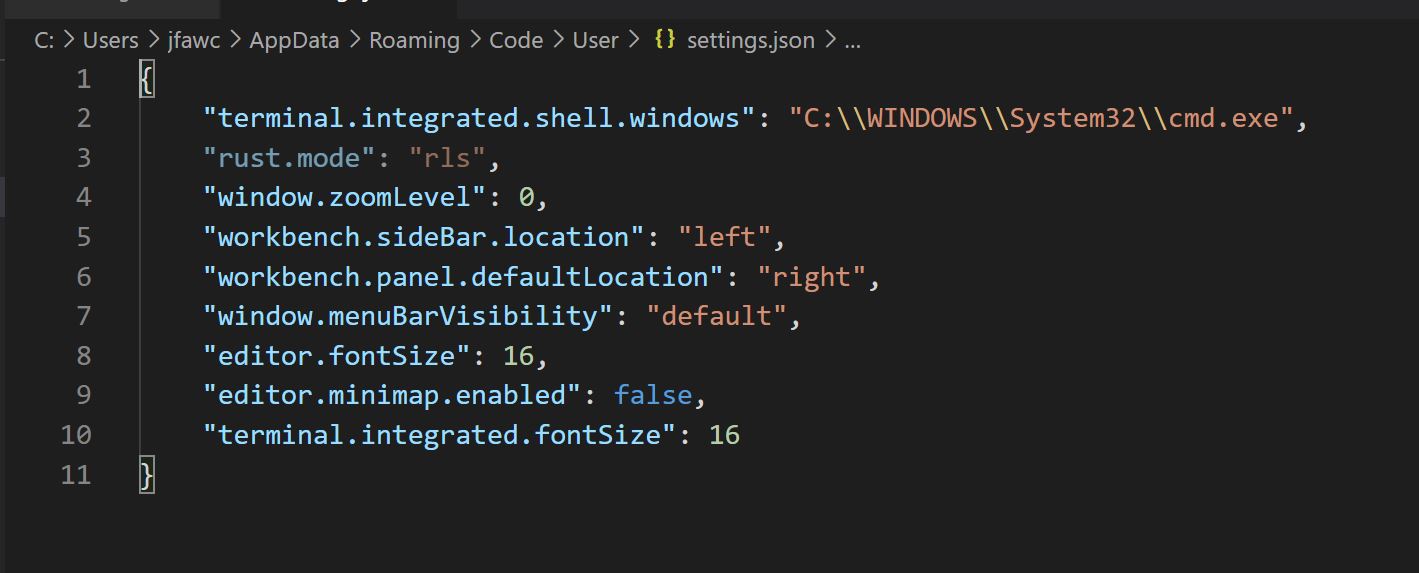 C: > Users > jfawc > AppData > Roaming > Code > User > {} settings.json > ...
1 {
2 "terminal.integrated.shell.windows": "C:\\WINDOWS\\System32\\cmd.exe",
3 "rust.mode": "rls",
4 "window.zoomLevel": 0,
5 "workbench.sideBar.location": "left",
6 "workbench.panel.defaultLocation": "right",
7 "window.menuBarVisibility": "default",
8 "editor.fontSize": 16,
9 "editor.minimap.enabled": false,
10 "terminal.integrated.fontSize": 16
11 }